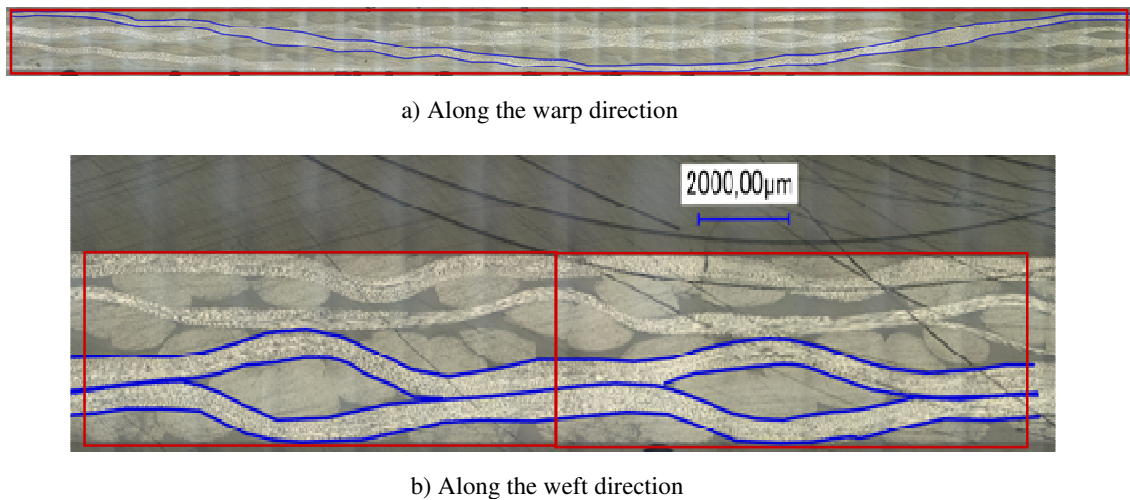 a) Along the warp direction
2000,00µm
b) Along the weft direction